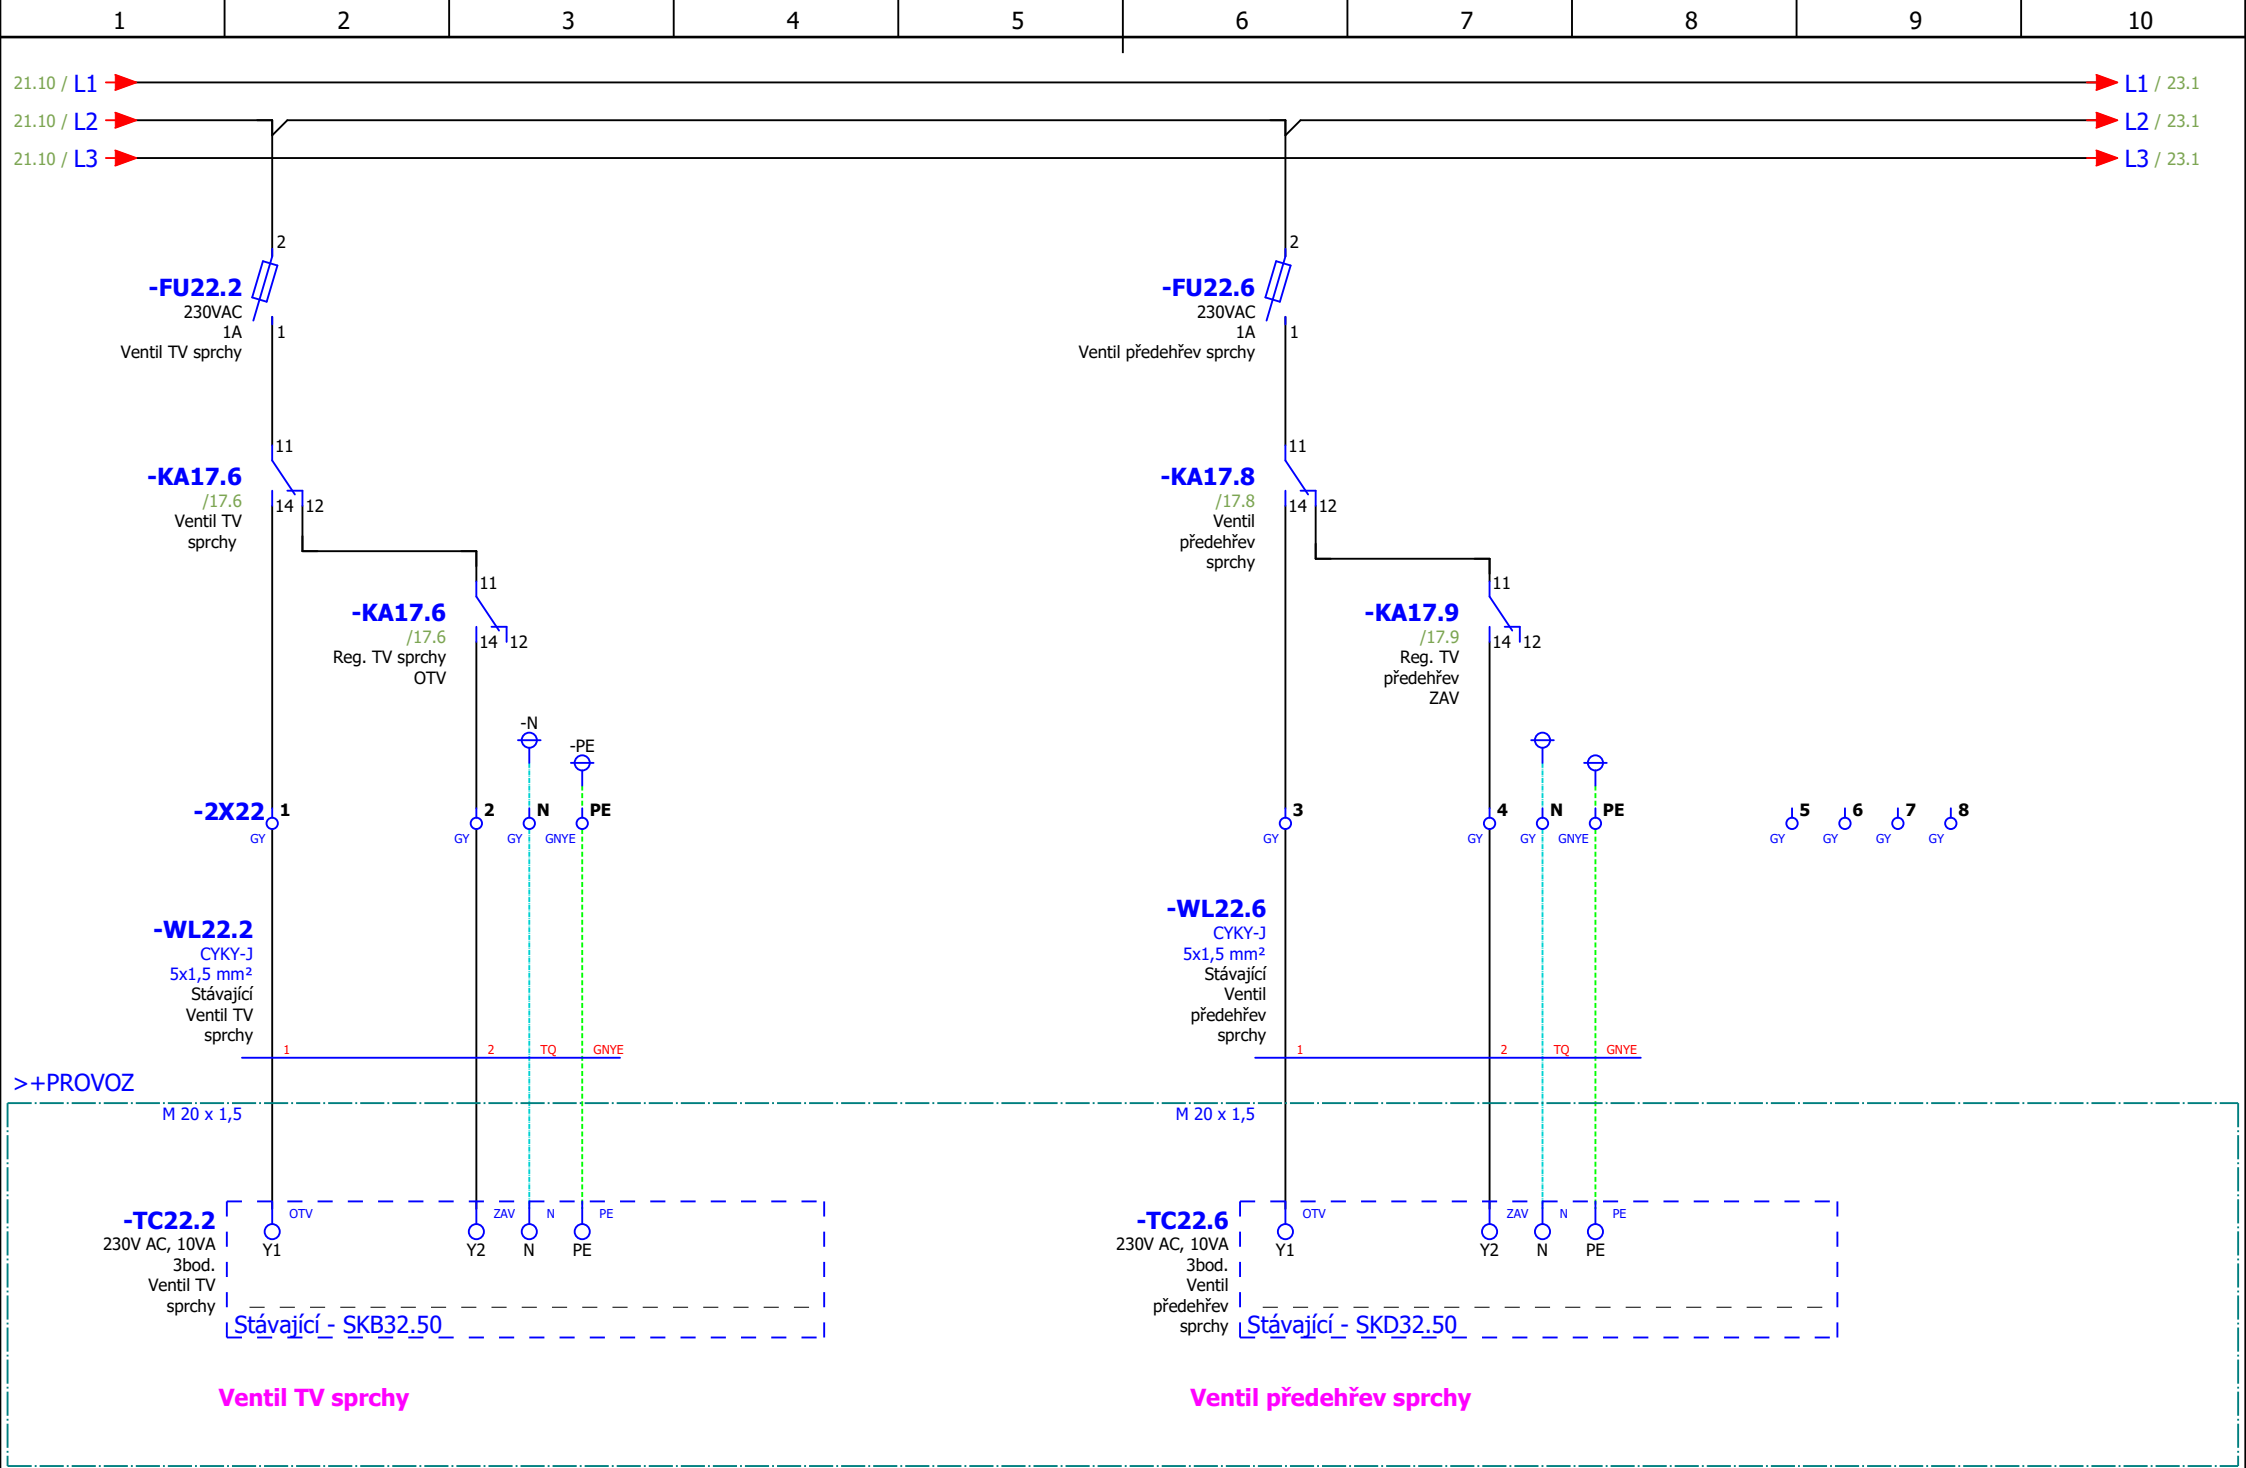 1 2 3 4 5 6 7 8 9 10
21.10 / L1
L1 / 23.1
21.10 / L2
L2 / 23.1
21.10 / L3
L3 / 23.1
2
-FU22.2
230VAC
1A
1
Ventil TV sprchy
2
-FU22.6
230VAC
1A
1
Ventil předehřev sprchy
11
-KA17.6
/17.6
14 12
Ventil TV
sprchy
11
-KA17.6
/17.6
14 12
Reg. TV sprchy
OTV
11
-KA17.8
/17.8
14 12
Ventil
předehřev
sprchy
11
-KA17.9
/17.9
14 12
Reg. TV
předehřev
ZAV
-N
-PE
-2X22 1 2 N PE 3 4 N PE 5 6 7 8
GY GY GY GNYE GY GY GY GNYE GY GY GY GY
-WL22.2
CYKY-J
5x1,5 mm²
Stávající
Ventil TV
sprchy
1 2 TQ GNYE
-WL22.6
CYKY-J
5x1,5 mm²
Stávající
Ventil
předehřev
sprchy
1 2 TQ GNYE
>+PROVOZ
M 20 x 1,5
M 20 x 1,5
-TC22.2
230V AC, 10VA
3bod.
Ventil TV
sprchy
OTV ZAV N PE
Y1 Y2 N PE
Stávající - SKB32.50
-TC22.6
230V AC, 10VA
3bod.
Ventil
předehřev
sprchy
OTV ZAV N PE
Y1 Y2 N PE
Stávající - SKD32.50
Ventil TV sprchy
Ventil předehřev sprchy